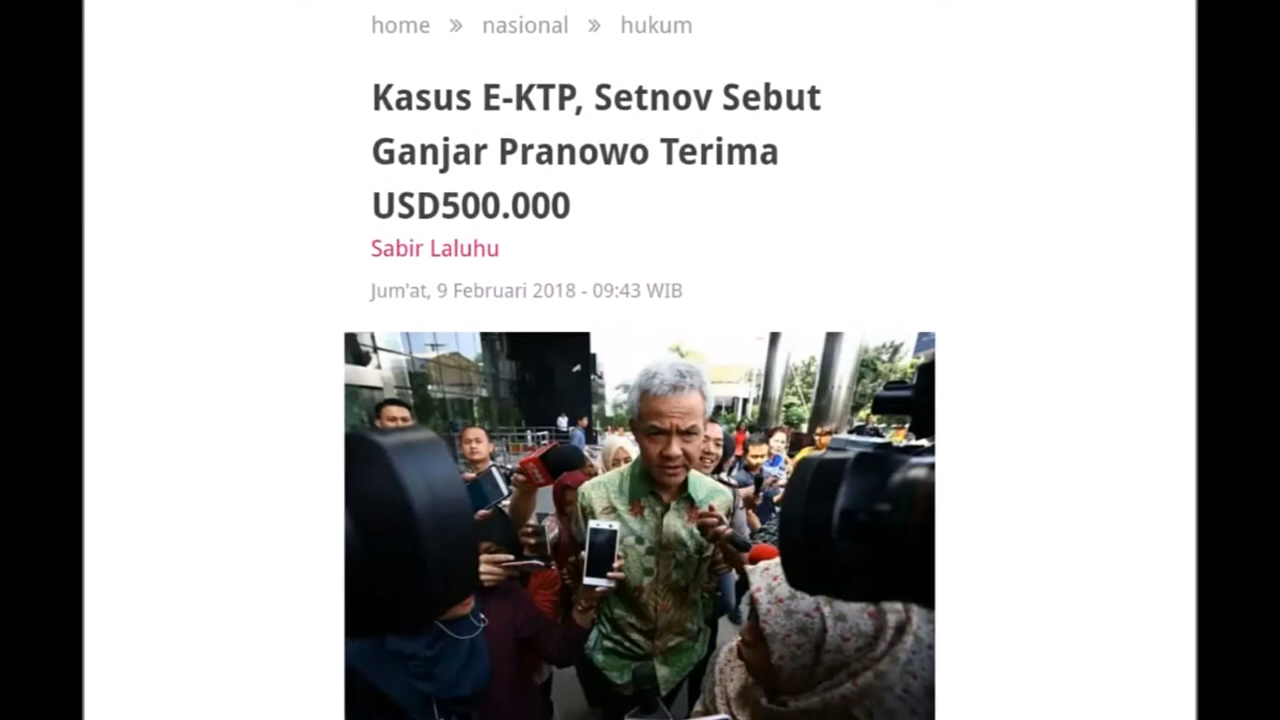 home » nasional » hukum
Kasus E-KTP, Setnov Sebut
Ganjar Pranowo Terima
USD500.000
Sabir Laluhu
Jum'at, 9 Februari 2018 - 09:43 WIB